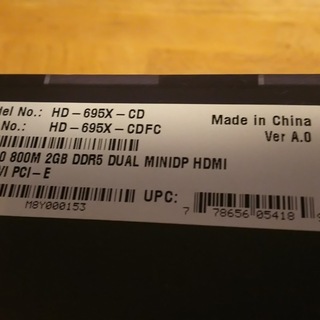 del No.: HD-695X-CD
No.: HD-695X-CDFC
Made in China
Ver A.0
0 800M 2GB DDR5 DUAL MINIDP HDMI
VI PCI-E
M8Y000153
UPC:
7 78656 05418